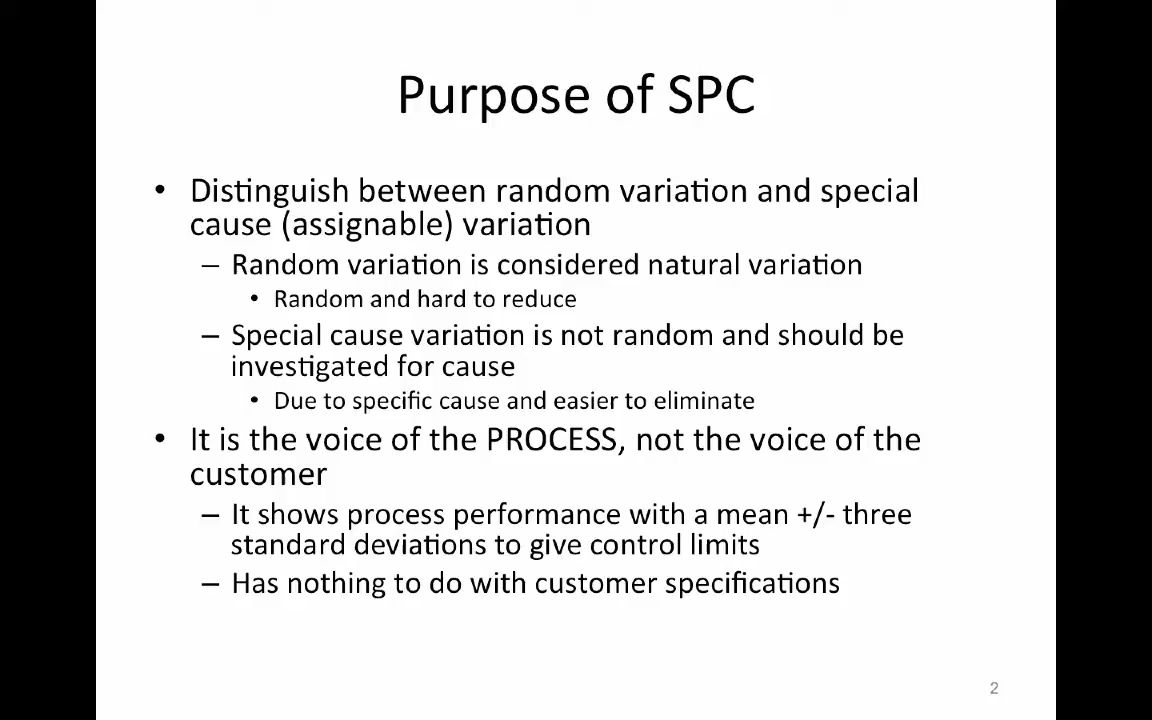 Purpose of SPC
• Distinguish between random variation and special
cause (assignable) variation
– Random variation is considered natural variation
• Random and hard to reduce
– Special cause variation is not random and should be
investigated for cause
• Due to specific cause and easier to eliminate
• It is the voice of the PROCESS, not the voice of the
customer
– It shows process performance with a mean +/- three
standard deviations to give control limits
– Has nothing to do with customer specifications
2